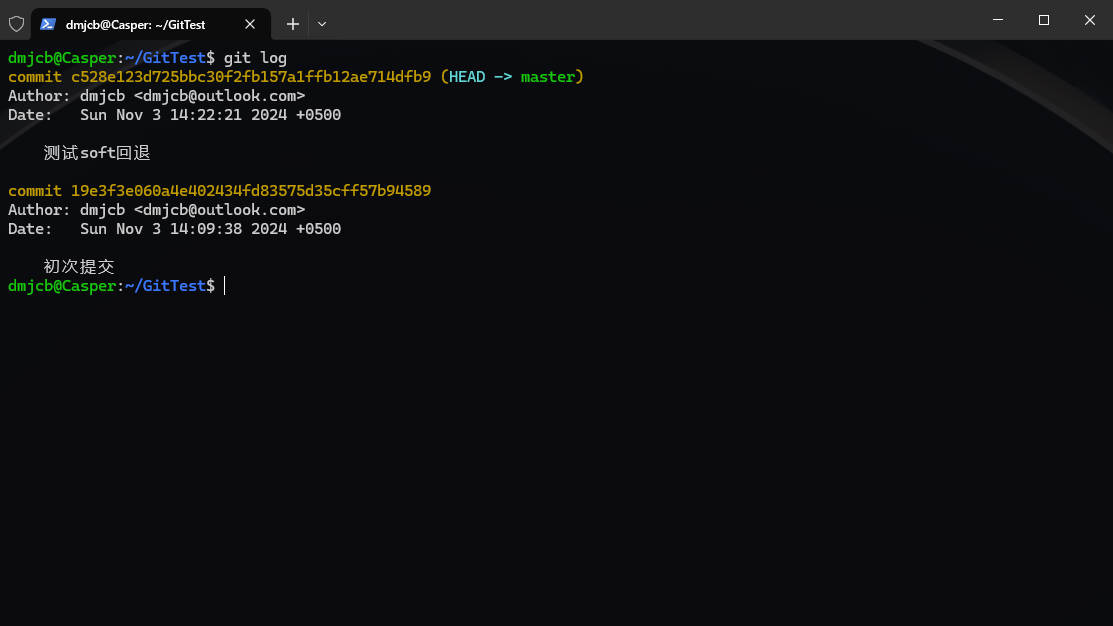 dmjcb@Casper: ~/GitTest
dmjcb@Casper:~/GitTest$ git log
commit c528e123d725bbc30f2fb157a1ffb12ae714dfb9 (HEAD -> master)
Author: dmjcb <dmjcb@outlook.com>
Date:   Sun Nov 3 14:22:21 2024 +0500
测试soft回退
commit 19e3f3e060a4e402434fd83575d35cff57b94589
Author: dmjcb <dmjcb@outlook.com>
Date:   Sun Nov 3 14:09:38 2024 +0500
初次提交
dmjcb@Casper:~/GitTest$